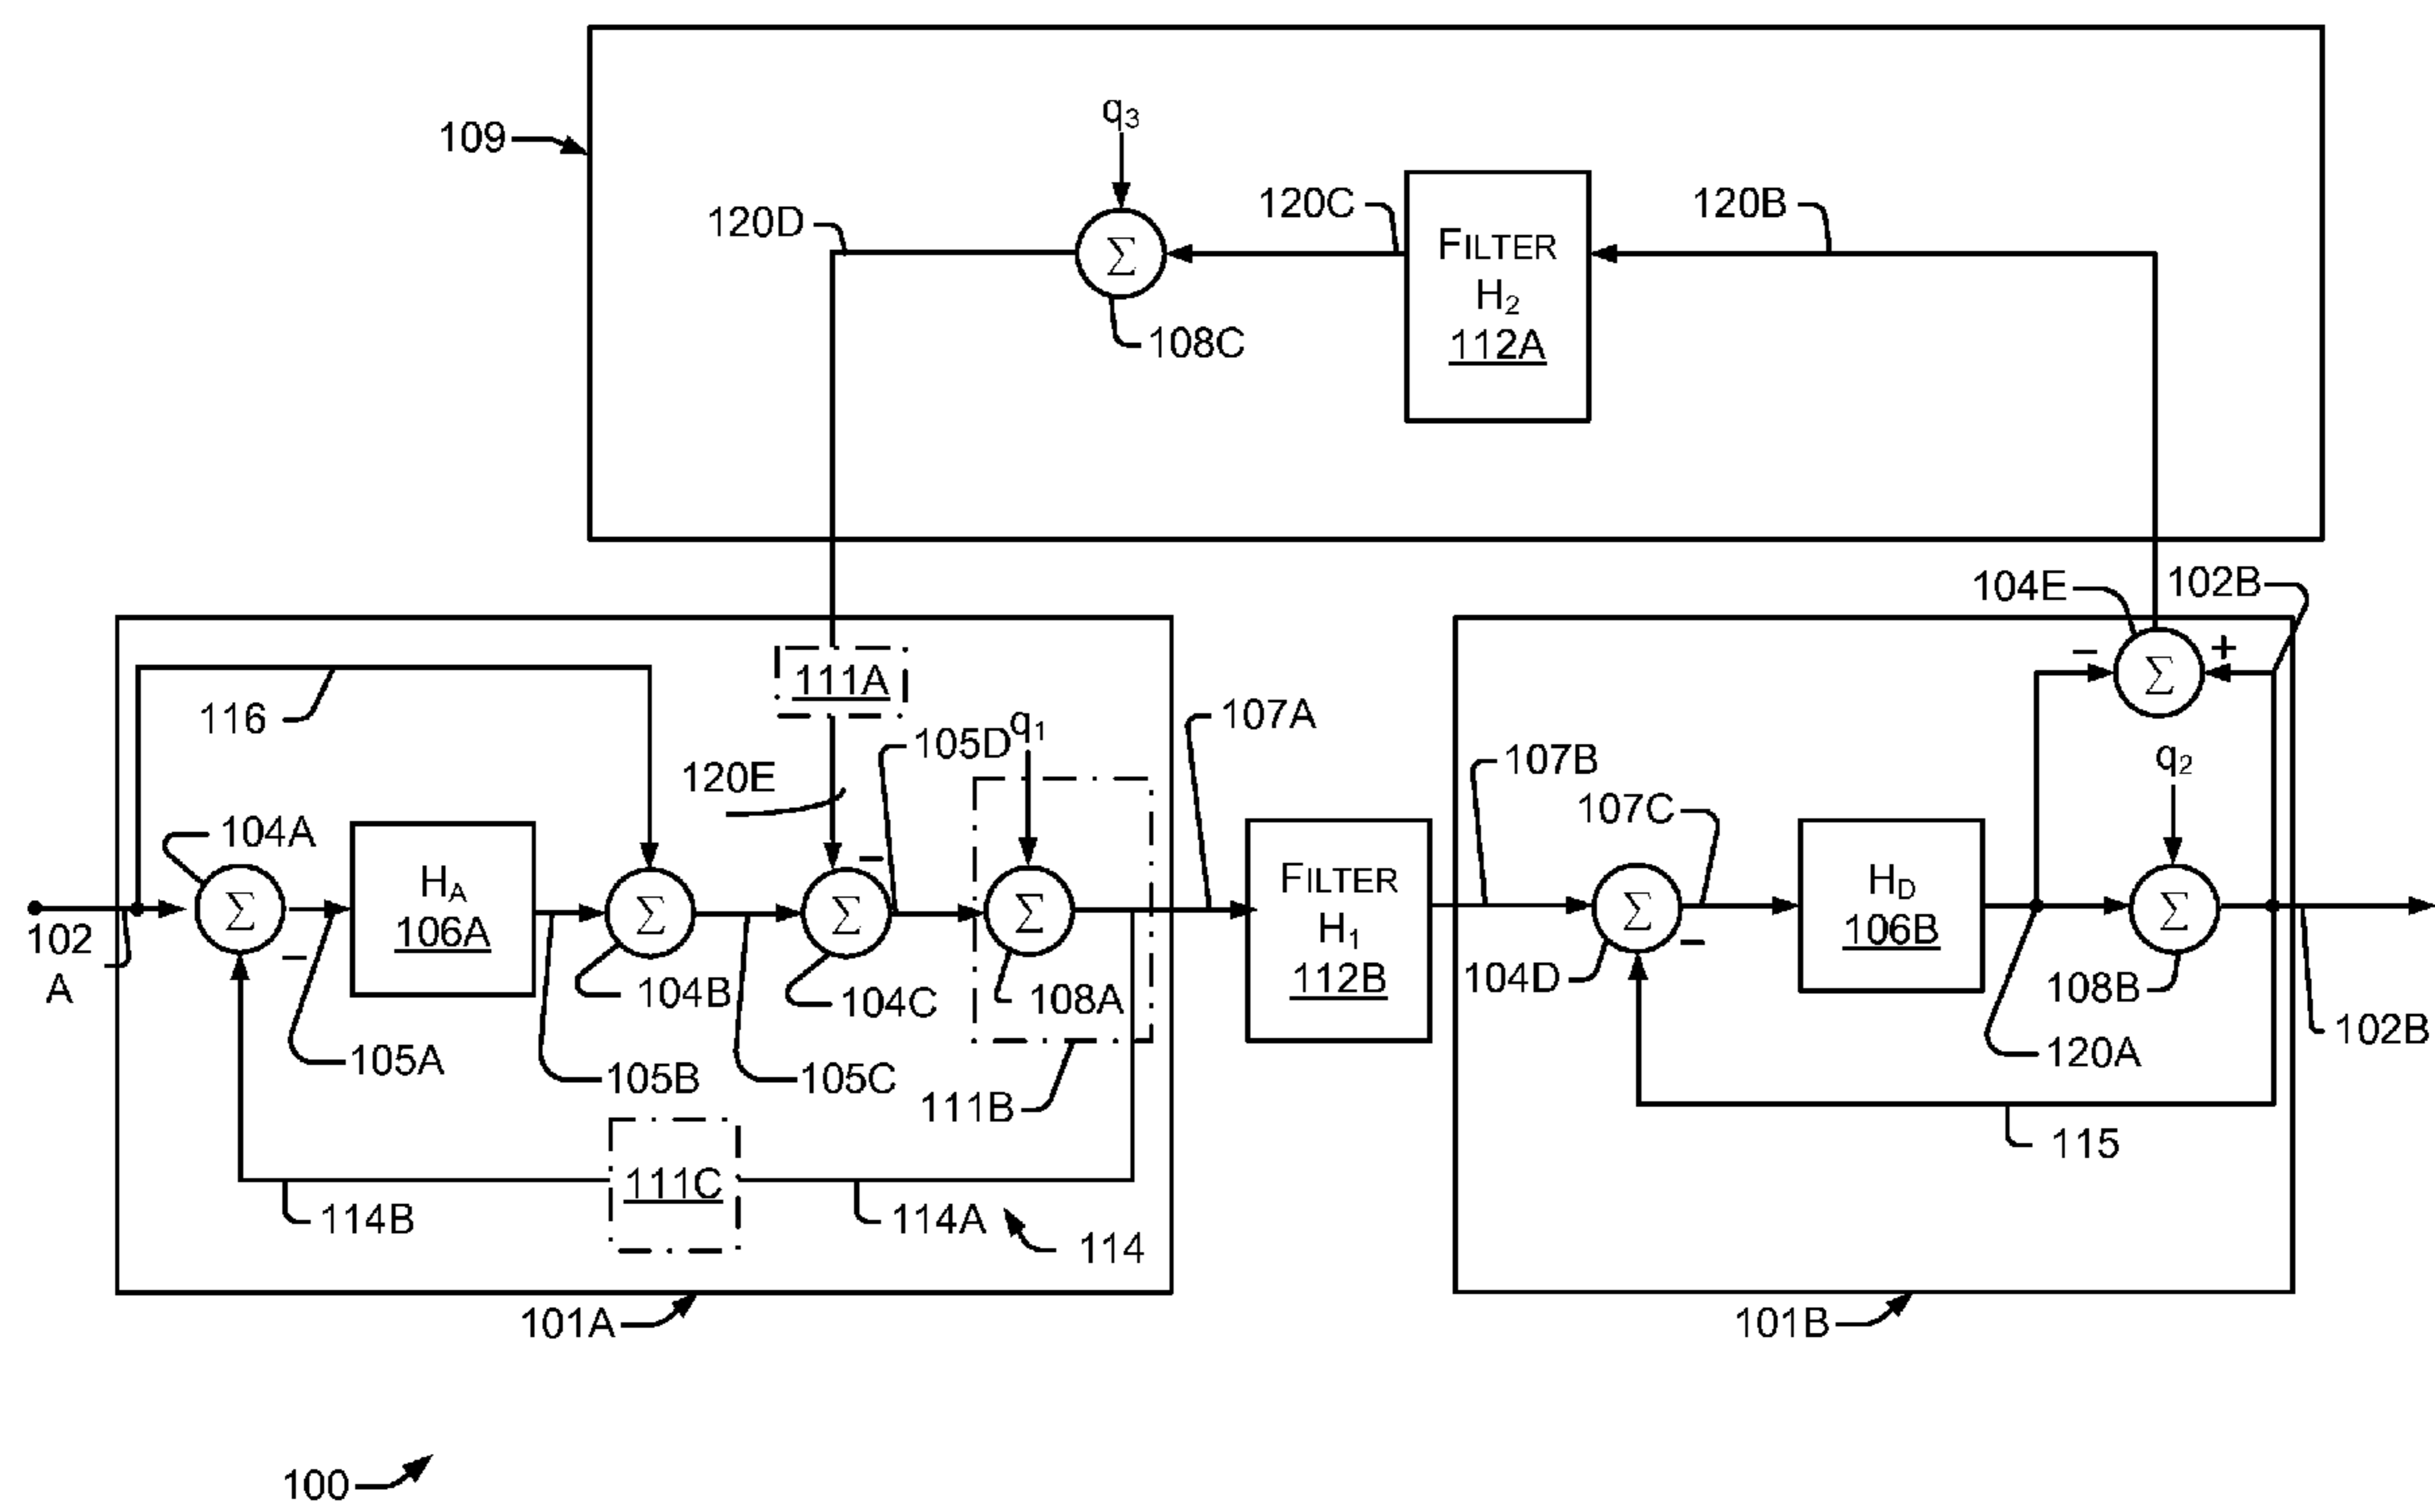 109
q3
120D
108C
120C
FILTER
H2
112A
120B
104E
102B
116
111A
120E
105D
q1
107A
104A
HA
106A
104B
104C
108A
105A
105B
105C
111B
111C
114B
114A
114
101A
102
A
FILTER
H1
112B
107B
107C
104D
HD
106B
− +
q2
108B
120A
102B
115
101B
100
Σ
Σ
Σ
Σ
Σ
Σ
Σ
Σ
−
−
−